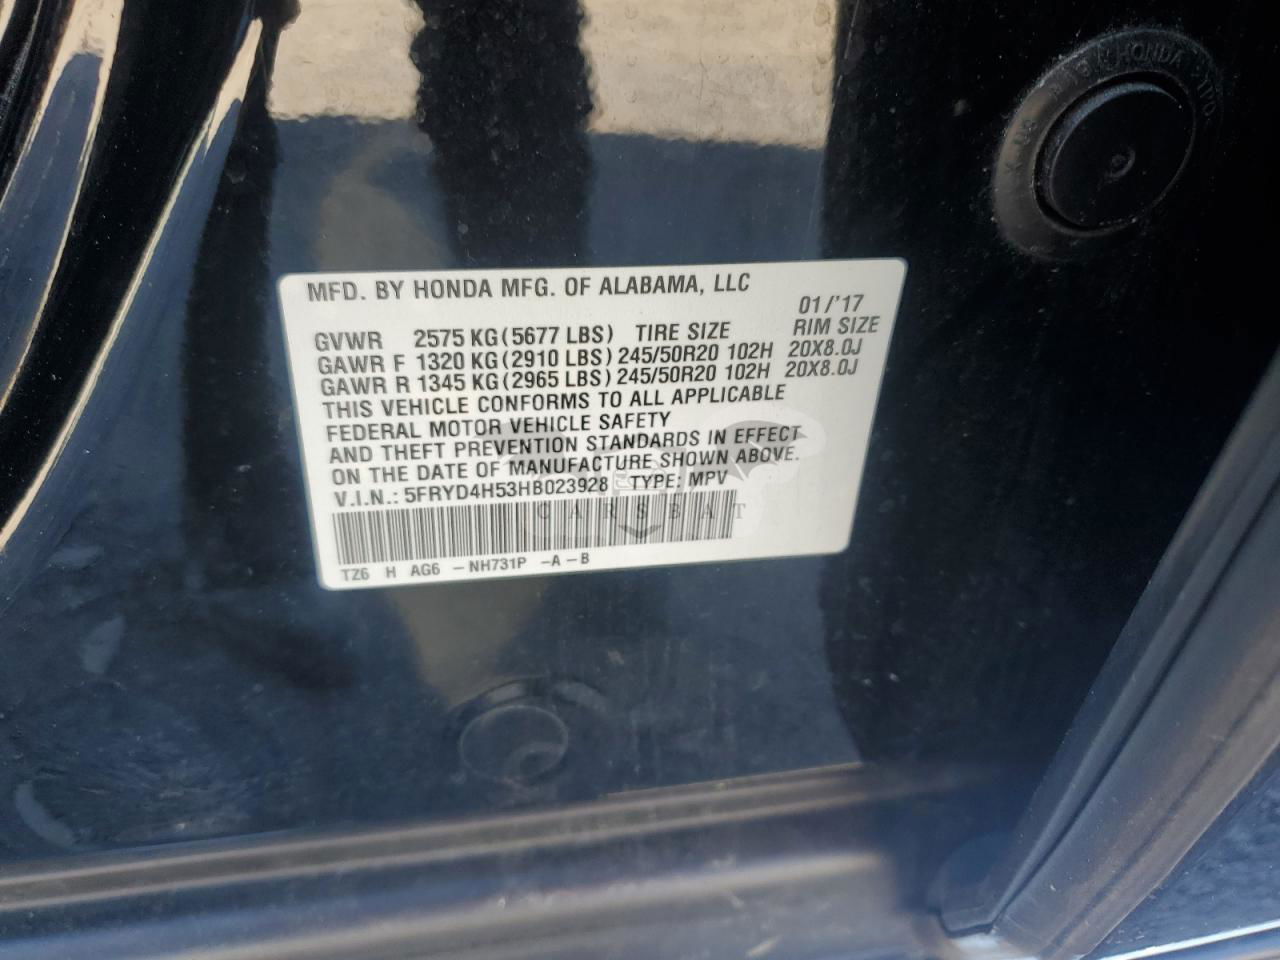 MFD. BY HONDA MFG. OF ALABAMA, LLC
01/'17
GVWR 2575 KG (5677 LBS) TIRE SIZE RIM SIZE
GAWR F 1320 KG (2910 LBS) 245/50R20 102H 20X8.0J
GAWR R 1345 KG (2965 LBS) 245/50R20 102H 20X8.0J
THIS VEHICLE CONFORMS TO ALL APPLICABLE
FEDERAL MOTOR VEHICLE SAFETY
AND THEFT PREVENTION STANDARDS IN EFFECT
ON THE DATE OF MANUFACTURE SHOWN ABOVE.
V.I.N.: 5FRYD4H53HB023928 TYPE: MPV
CARSBAT
TZ6 H AG6 -NH731P -A-B
HONDA